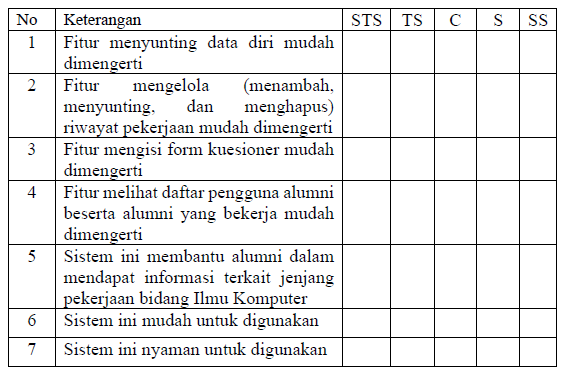 No Keterangan STS TS C S SS
1 Fitur menyunting data diri mudah
dimengerti
2 Fitur mengelola (menambah,
menyunting, dan menghapus)
riwayat pekerjaan mudah dimengerti
3 Fitur mengisi form kuesioner mudah
dimengerti
4 Fitur melihat daftar pengguna alumni
beserta alumni yang bekerja mudah
dimengerti
5 Sistem ini membantu alumni dalam
mendapat informasi terkait jenjang
pekerjaan bidang Ilmu Komputer
6 Sistem ini mudah untuk digunakan
7 Sistem ini nyaman untuk digunakan